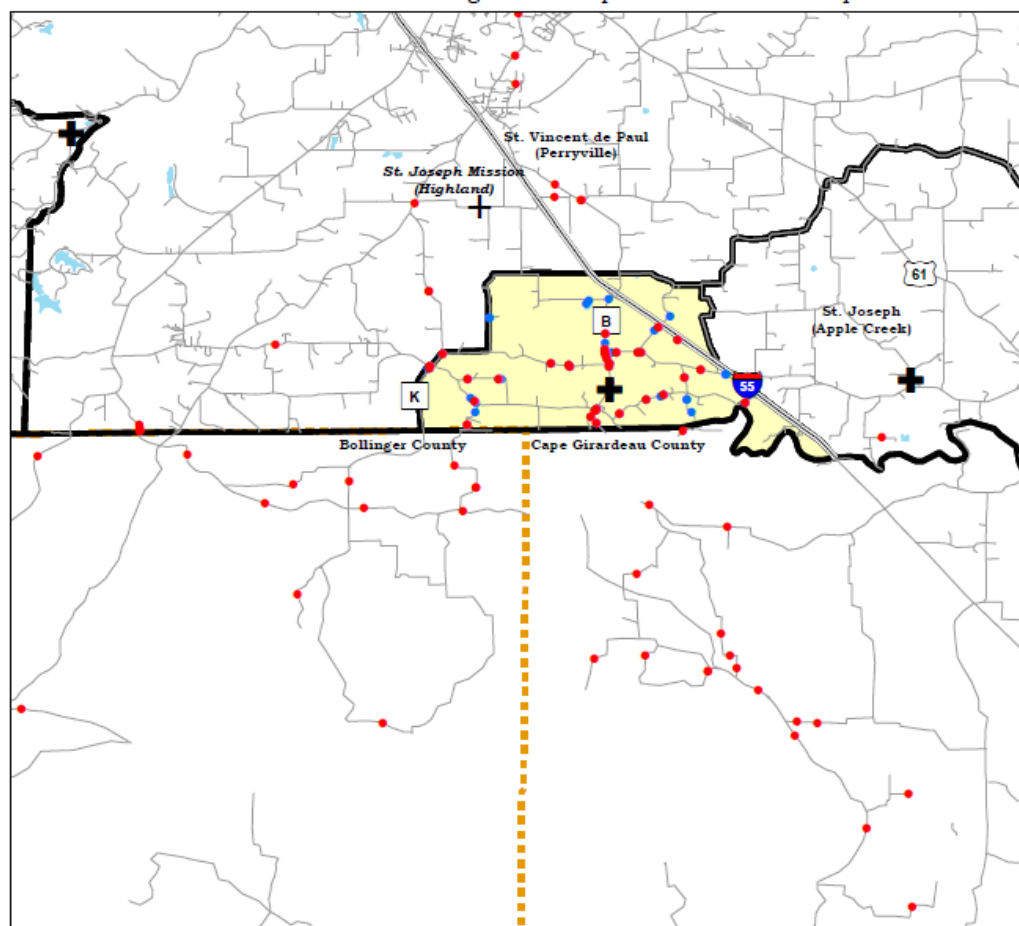 St. Vincent de Paul
(Perryville)
St. Joseph Mission
(Highland)
61
St. Joseph
(Apple Creek)
B
55
K
Bollinger County
Cape Girardeau County